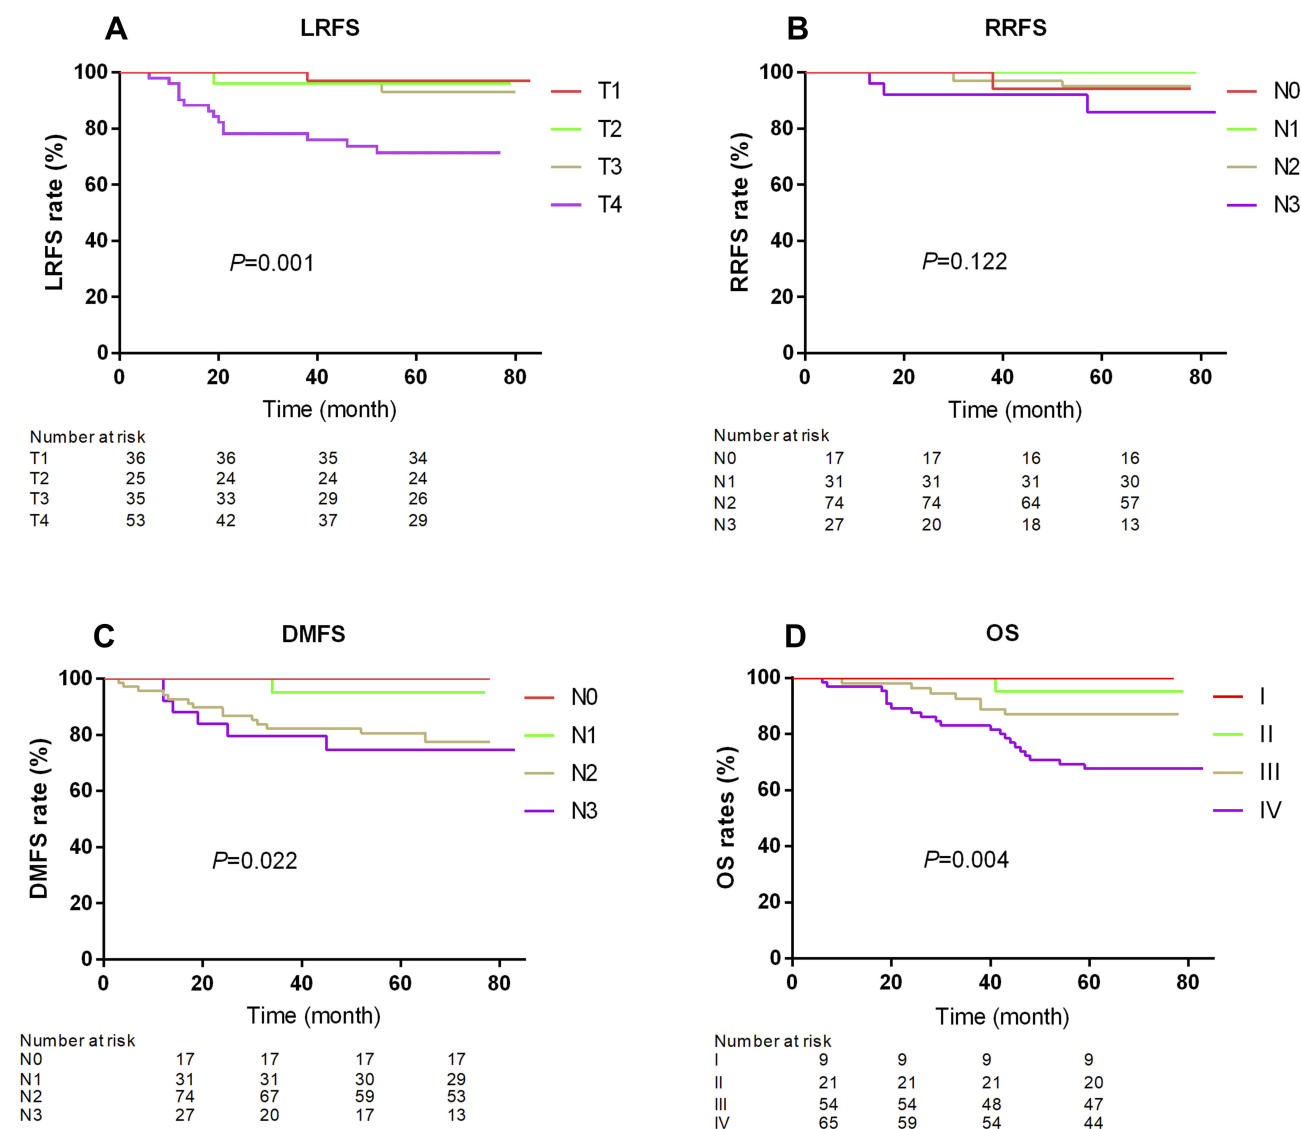 A
LRFS
LRFS rate (%)
100
80
60
40
20
0
0 20 40 60 80
Time (month)
P=0.001
T1
T2
T3
T4
Number at risk
T1 36 36 35 34
T2 25 24 24 24
T3 35 33 29 26
T4 53 42 37 29
B
RRFS
RRFS rate (%)
100
80
60
40
20
0
0 20 40 60 80
Time (month)
P=0.122
N0
N1
N2
N3
Number at risk
N0 17 17 16 16
N1 31 31 31 30
N2 74 74 64 57
N3 27 20 18 13
C
DMFS
DMFS rate (%)
100
80
60
40
20
0
0 20 40 60 80
Time (month)
P=0.022
N0
N1
N2
N3
Number at risk
N0 17 17 17 17
N1 31 31 30 29
N2 74 67 59 53
N3 27 20 17 13
D
OS
OS rates (%)
100
80
60
40
20
0
0 20 40 60 80
Time (month)
P=0.004
I
II
III
IV
Number at risk
I 9 9 9 9
II 21 21 21 20
III 54 54 48 47
IV 65 59 54 44